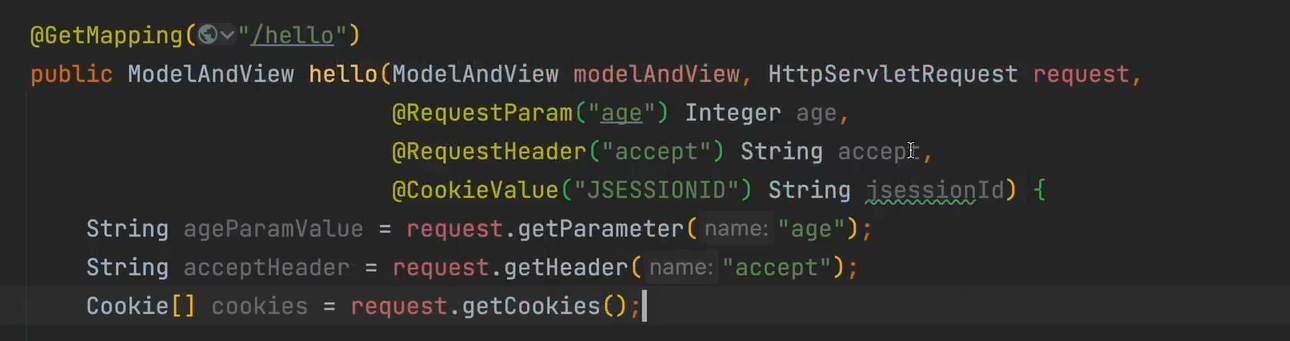 @GetMapping("/hello")
public ModelAndView hello(ModelAndView modelAndView, HttpServletRequest request,
@RequestParam("age") Integer age,
@RequestHeader("accept") String accept,
@CookieValue("JSESSIONID") String jsessionId) {
String ageParamValue = request.getParameter( name: "age");
String acceptHeader = request.getHeader( name: "accept");
Cookie[] cookies = request.getCookies();